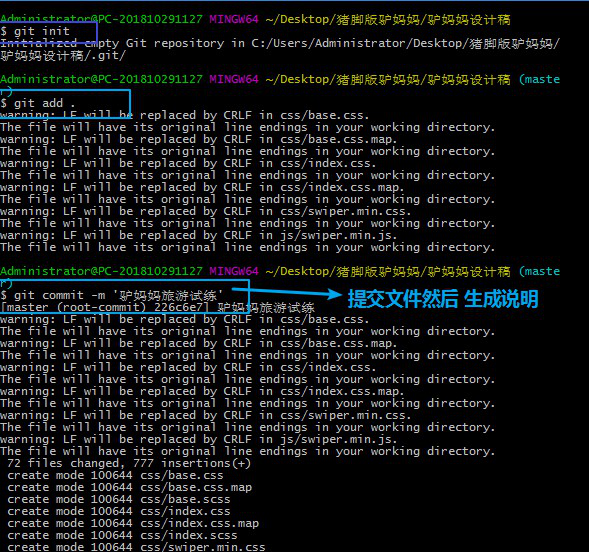 Administrator@PC-201810291127 MINGW64 ~/Desktop/猪脚版驴妈妈/驴妈妈设计稿
$ git init
Initialized empty Git repository in C:/Users/Administrator/Desktop/猪脚版驴妈妈/
驴妈妈设计稿/.git/
Administrator@PC-201810291127 MINGW64 ~/Desktop/猪脚版驴妈妈/驴妈妈设计稿 (maste
r)
$ git add .
warning: LF will be replaced by CRLF in css/base.css.
The file will have its original line endings in your working directory.
warning: LF will be replaced by CRLF in css/base.css.map.
The file will have its original line endings in your working directory.
warning: LF will be replaced by CRLF in css/index.css.
The file will have its original line endings in your working directory.
warning: LF will be replaced by CRLF in css/index.css.map.
The file will have its original line endings in your working directory.
warning: LF will be replaced by CRLF in css/swiper.min.css.
The file will have its original line endings in your working directory.
warning: LF will be replaced by CRLF in js/swiper.min.js.
The file will have its original line endings in your working directory.
Administrator@PC-201810291127 MINGW64 ~/Desktop/猪脚版驴妈妈/驴妈妈设计稿 (maste
r)
$ git commit -m '驴妈妈旅游试练'
提交文件然后 生成说明
[master (root-commit) 226c6e7] 驴妈妈旅游试练
warning: LF will be replaced by CRLF in css/base.css.
The file will have its original line endings in your working directory.
warning: LF will be replaced by CRLF in css/base.css.map.
The file will have its original line endings in your working directory.
warning: LF will be replaced by CRLF in css/index.css.
The file will have its original line endings in your working directory.
warning: LF will be replaced by CRLF in css/index.css.map.
The file will have its original line endings in your working directory.
warning: LF will be replaced by CRLF in css/swiper.min.css.
The file will have its original line endings in your working directory.
warning: LF will be replaced by CRLF in js/swiper.min.js.
The file will have its original line endings in your working directory.
72 files changed, 777 insertions(+)
create mode 100644 css/base.css
create mode 100644 css/base.css.map
create mode 100644 css/base.scss
create mode 100644 css/index.css
create mode 100644 css/index.css.map
create mode 100644 css/index.scss
create mode 100644 css/swiper.min.css